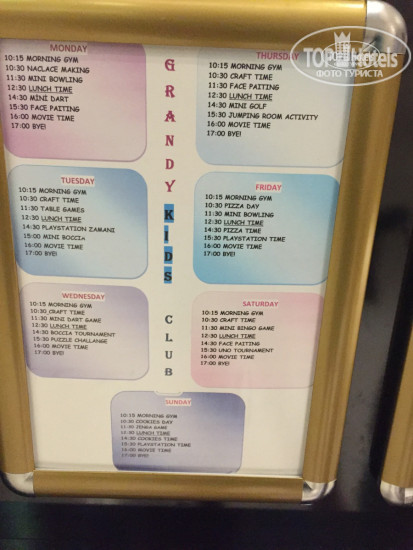 MONDAY
10:15 MORNING GYM
10:30 NACLACE MAKING
11:30 MINI BOWLING
12:30 LUNCH TIME
14:30 MINI DART
15:30 FACE PAITING
16:00 MOVIE TIME
17:00 BYE!
TUESDAY
10:15 MORNING GYM
10:30 CRAFT TIME
11:30 TABLE GAMES
12:30 LUNCH TIME
14:30 PLAYSTATION ZAMANI
15:00 MINI BOCCIA
16:00 MOVIE TIME
17:00 BYE!
WEDNESDAY
10:15 MORNING GYM
10:30 CRAFT TIME
11:30 MINI DART GAME
12:30 LUNCH TIME
14:30 BOCCIA TOURNAMENT
15:30 PUZZLE CHALLANGE
16:00 MOVIE TIME
17:00 BYE!
GRANDY KIDS CLUB
THURSDAY
10:15 MORNING GYM
10:30 CRAFT TIME
11:30 FACE PAITING
12:30 LUNCH TIME
14:30 MINI GOLF
15:30 JUMPING ROOM ACTIVITY
16:00 MOVIE TIME
17:00 BYE!
FRIDAY
10:15 MORNING GYM
10:30 PIZZA DAY
11:30 MINI BOWLING
12:30 LUNCH TIME
14:30 PIZZA TIME
15:30 PLAYSTATION TIME
16:00 MOVIE TIME
17:00 BYE!
SATURDAY
10:15 MORNING GYM
10:30 CRAFT TIME
11:30 MINI BINGO GAME
12:30 LUNCH TIME
14:30 FACE PAITING
15:30 UNO TOURNAMENT
16:00 MOVIE TIME
17:00 BYE!
SUNDAY
10:15 MORNING GYM
10:30 COOKIES DAY
11:30 JENGA GAME
12:30 LUNCH TIME
14:30 COOKIES TIME
15:30 PLAYSTATION TIME
16:00 MOVIE TIME
17:00 BYE!
TOP Hotels
ФОТО ТУРИСТА